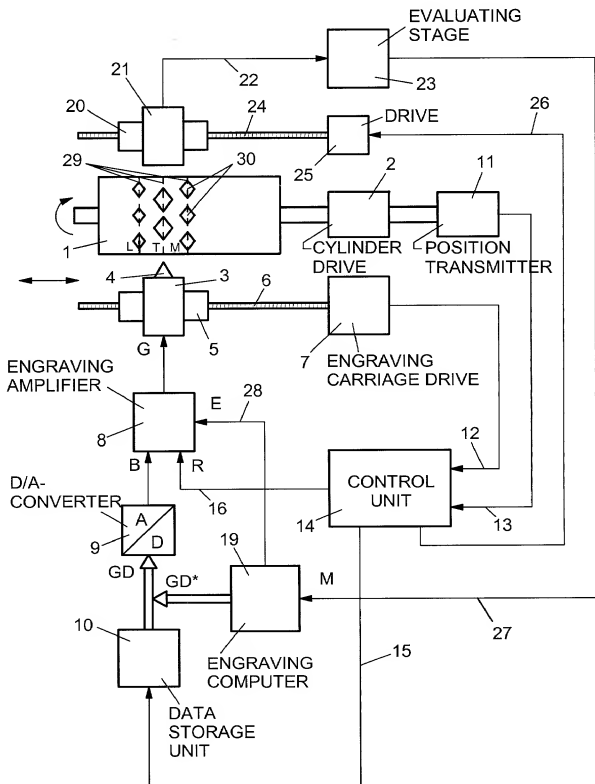 EVALUATING
STAGE
21
22
23
20
24
DRIVE
26
25
29
30
2
11
1
L T M
CYLINDER
DRIVE
POSITION
TRANSMITTER
4
3
6
5
7
G
ENGRAVING
CARRIAGE DRIVE
ENGRAVING
AMPLIFIER
E
28
8
12
B
R
CONTROL
UNIT
16
14
13
D/A-
CONVERTER
A
9
D
19
GD
GD*
M
10
27
15
ENGRAVING
COMPUTER
DATA
STORAGE
UNIT